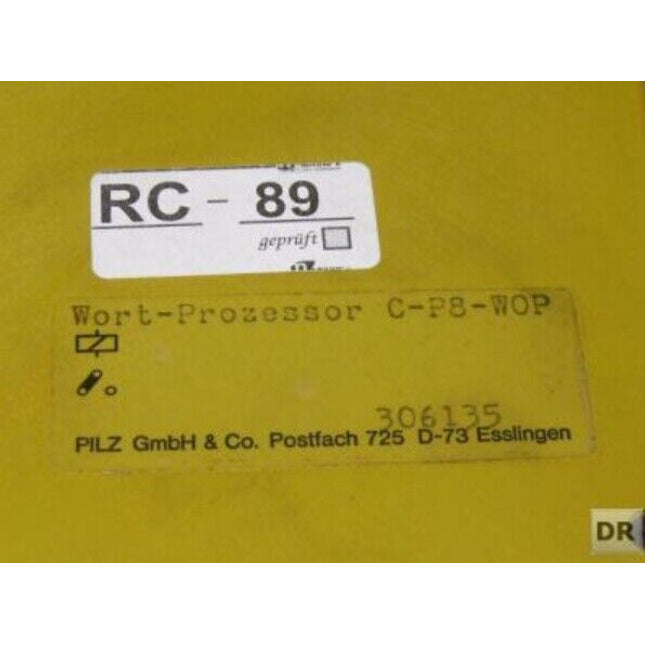 RC - 89
geprüft
Wort-Prozessor C-P8-WOP
306135
PILZ GmbH & Co. Postfach 725 D-73 Esslingen
DR